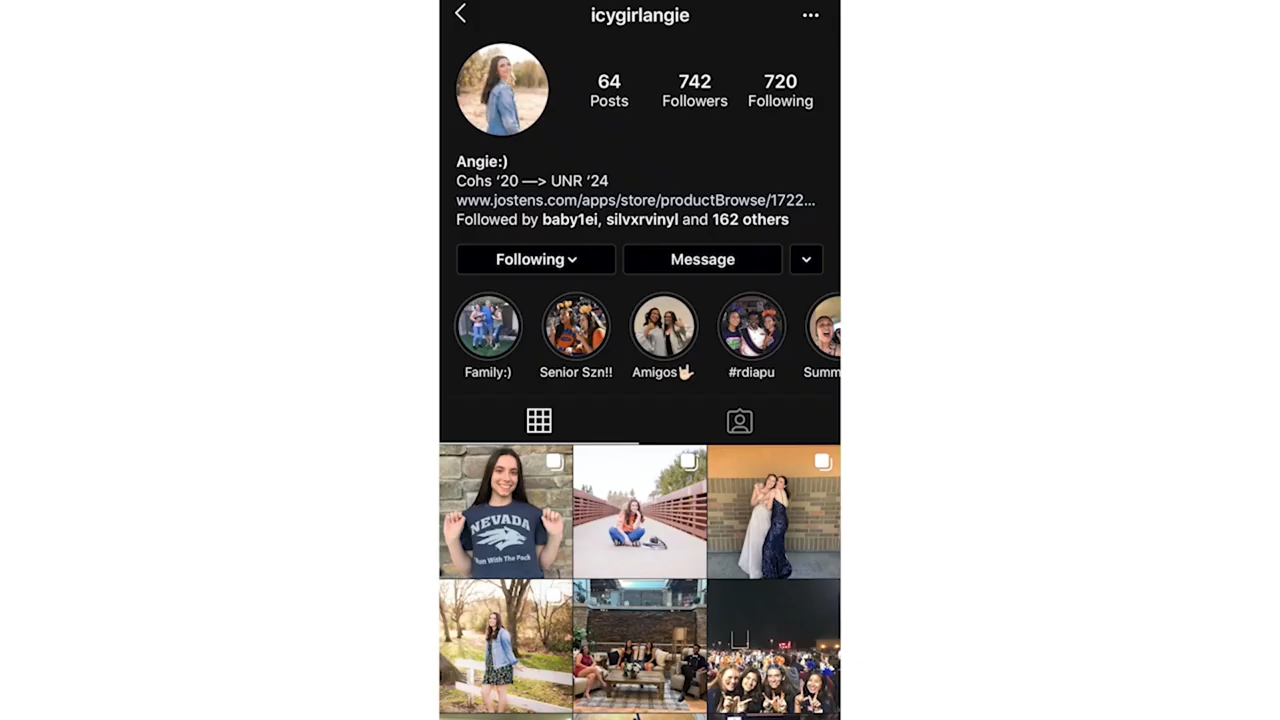 icygirlangie
64 742 720
Posts Followers Following
Angie:)
Cohs ‘20 —> UNR ‘24
www.jostens.com/apps/store/productBrowse/1722...
Followed by baby1ei, silvxrvinyl and 162 others
Following Message
Family:) Senior Szn!! Amigos🤟🏻 #rdiapu Summ
NEVADA
Run With The Pack